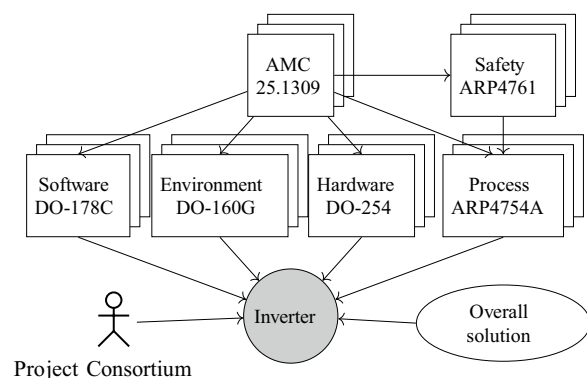 AMC
25.1309
Safety
ARP4761
Software
DO-178C
Environment
DO-160G
Hardware
DO-254
Process
ARP4754A
Inverter
Overall
solution
Project Consortium